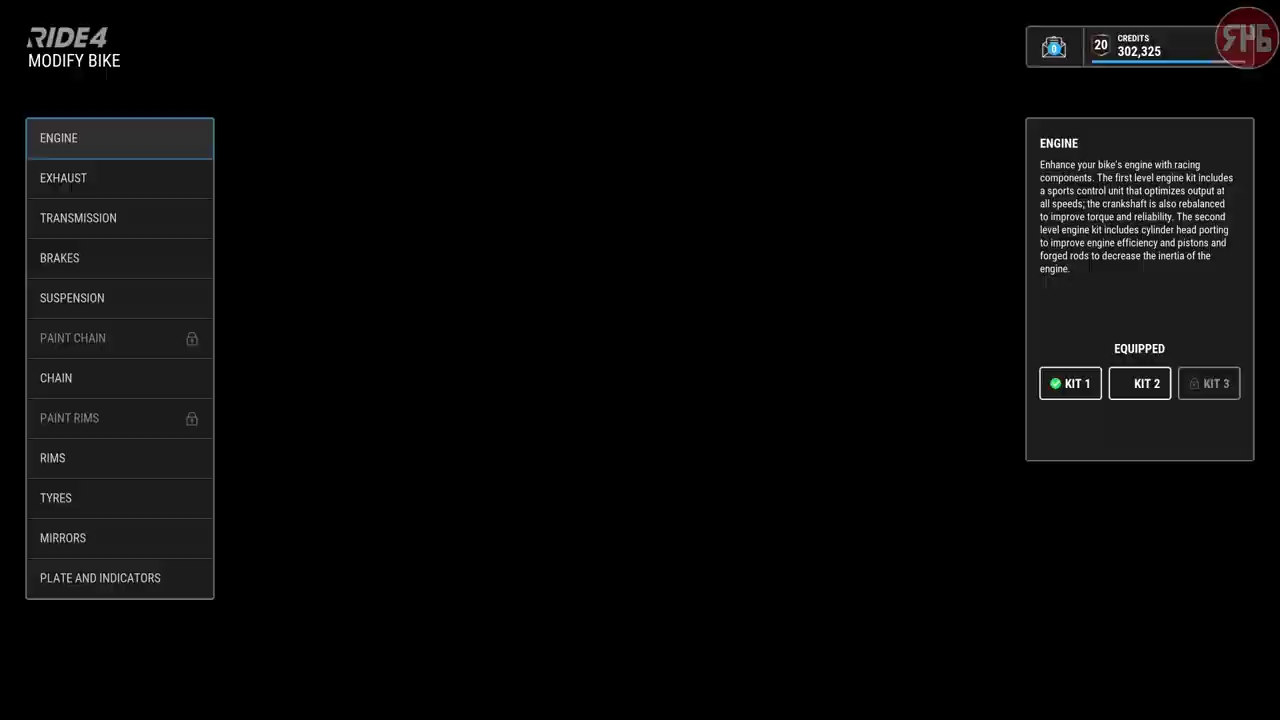 RIDE4
MODIFY BIKE
0
20
CREDITS
302,325
ЯНБ
ENGINE
EXHAUST
TRANSMISSION
BRAKES
SUSPENSION
PAINT CHAIN
CHAIN
PAINT RIMS
RIMS
TYRES
MIRRORS
PLATE AND INDICATORS
ENGINE
Enhance your bike's engine with racing
components. The first level engine kit includes
a sports control unit that optimizes output at
all speeds; the crankshaft is also rebalanced
to improve torque and reliability. The second
level engine kit includes cylinder head porting
to improve engine efficiency and pistons and
forged rods to decrease the inertia of the
engine.
EQUIPPED
KIT 1
KIT 2
KIT 3